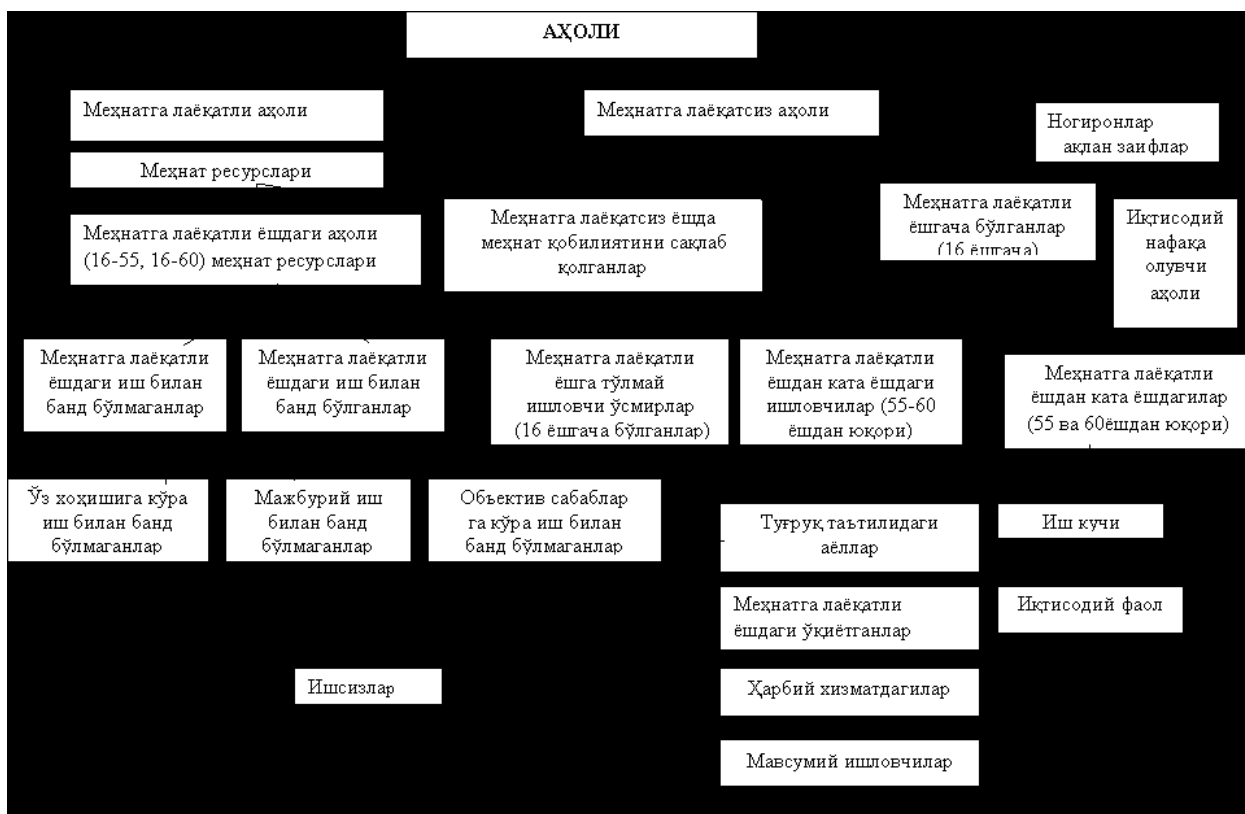 АҲОЛИ
Меҳнатга лаёқатли аҳоли
Меҳнатга лаёқатсиз аҳоли
Ногиронлар
ақлан заифлар
Меҳнат ресурслари
Меҳнатга лаёқатли ёшдаги аҳоли
(16-55, 16-60) меҳнат ресурслари
Меҳнатга лаёқатсиз ёшда
меҳнат қобилиятини сақлаб
қолганлар
Меҳнатга лаёқатли
ёшгача бўлганлар
(16 ёшгача)
Иқтисодий
нафақа
олувчи
аҳоли
Меҳнатга лаёқатли
ёшдаги иш билан
банд бўлмаганлар
Меҳнатга лаёқатли
ёшдаги иш билан
банд бўлганлар
Меҳнатга лаёқатли
ёшга тўлмай
ишловчи ўсмирлар
(16 ёшгача бўлганлар)
Меҳнатга лаёқатли
ёшдан ката ёшдаги
ишловчилар (55-60
ёшдан юқори)
Меҳнатга лаёқатли
ёшдан ката ёшдагилар
(55 ва 60ёшдан юқори)
Ўз хоҳишига кўра
иш билан банд
бўлмаганлар
Мажбурий иш
билан банд
бўлмаганлар
Объектив сабаблар
га кўра иш билан
банд бўлмаганлар
Туғруқ таътилидаги
аёллар
Иш кучи
Меҳнатга лаёқатли
ёшдаги ўқиётганлар
Иқтисодий фаол
Ишсизлар
Ҳарбий хизматдагилар
Мавсумий ишловчилар